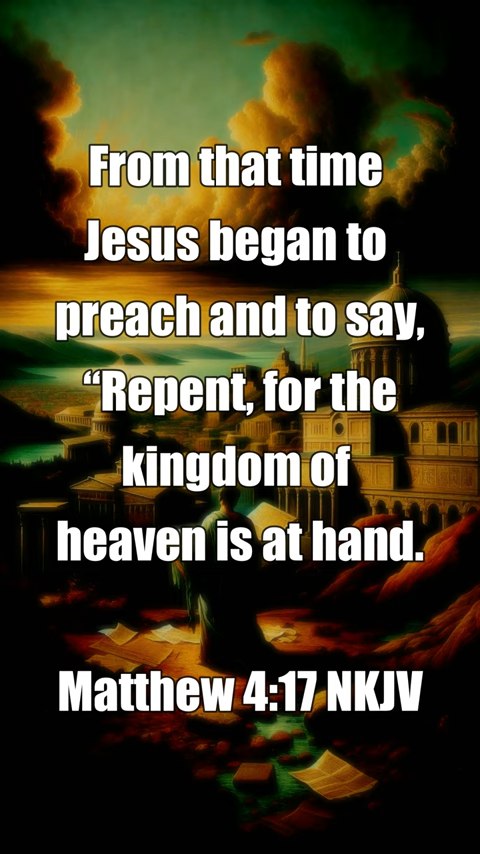 From that time
Jesus began to
preach and to say,
“Repent, for the
kingdom of
heaven is at hand.
Matthew 4:17 NKJV